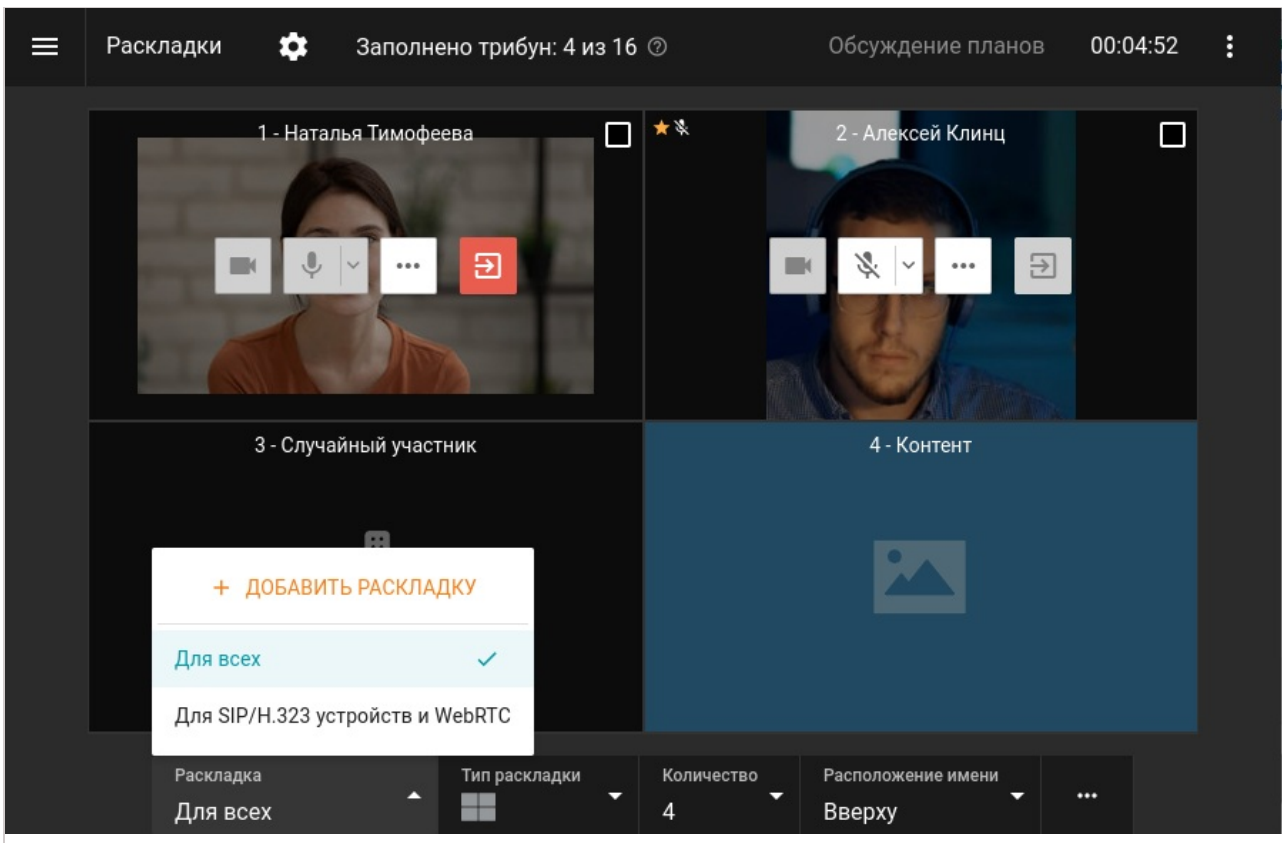 Раскладки
Заполнено трибун: 4 из 16
Обсуждение планов
00:04:52
1 - Наталья Тимофеева
2 - Алексей Клинц
3 - Случайный участник
4 - Контент
+ ДОБАВИТЬ РАСКЛАДКУ
Для всех
Для SIP/H.323 устройств и WebRTC
Раскладка
Для всех
Тип раскладки
Количество
4
Расположение имени
Вверху